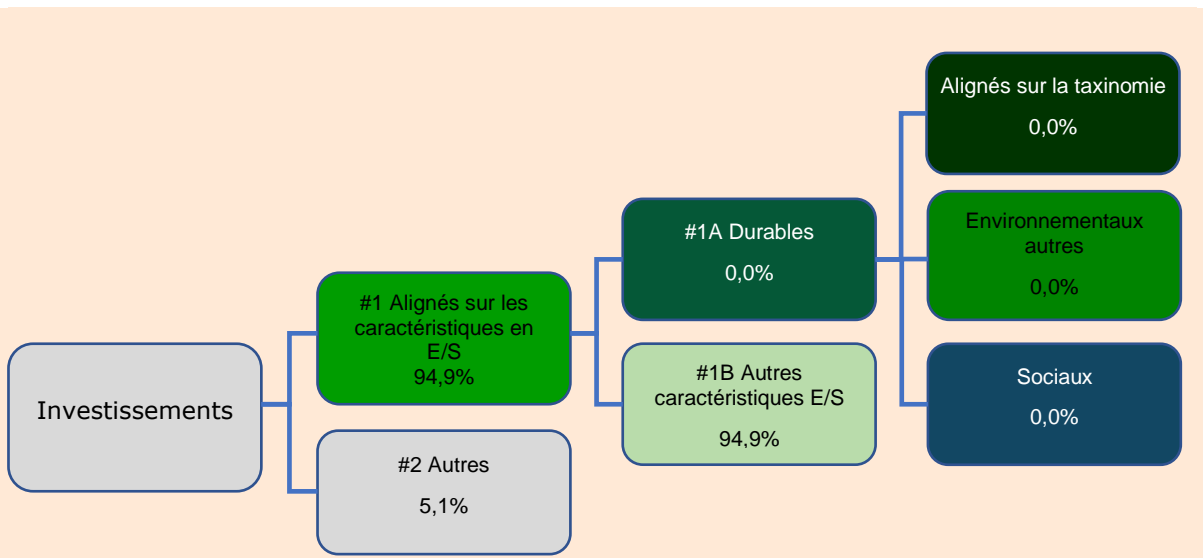 Investissements
#1 Alignés sur les
caractéristiques en
E/S
94,9%
#2 Autres
5,1%
#1A Durables
0,0%
#1B Autres
caractéristiques E/S
94,9%
Alignés sur la taxinomie
0,0%
Environnementaux
autres
0,0%
Sociaux
0,0%